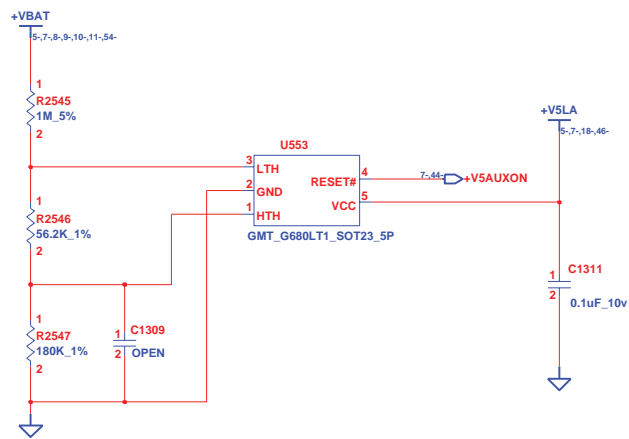 +VBAT
5-,7-,8-,9-,10-,11-,54-
1
R2545
1M_5%
2
+V5LA
5-,7-,18-,46-
U553
3
LTH
4
RESET#
7-,44-
+V5AUXON
2
GND
5
VCC
1
HTH
GMT_G680LT1_SOT23_5P
1
R2546
56.2K_1%
2
1
C1311
2
0.1uF_10v
1
R2547
180K_1%
2
1
C1309
2
OPEN